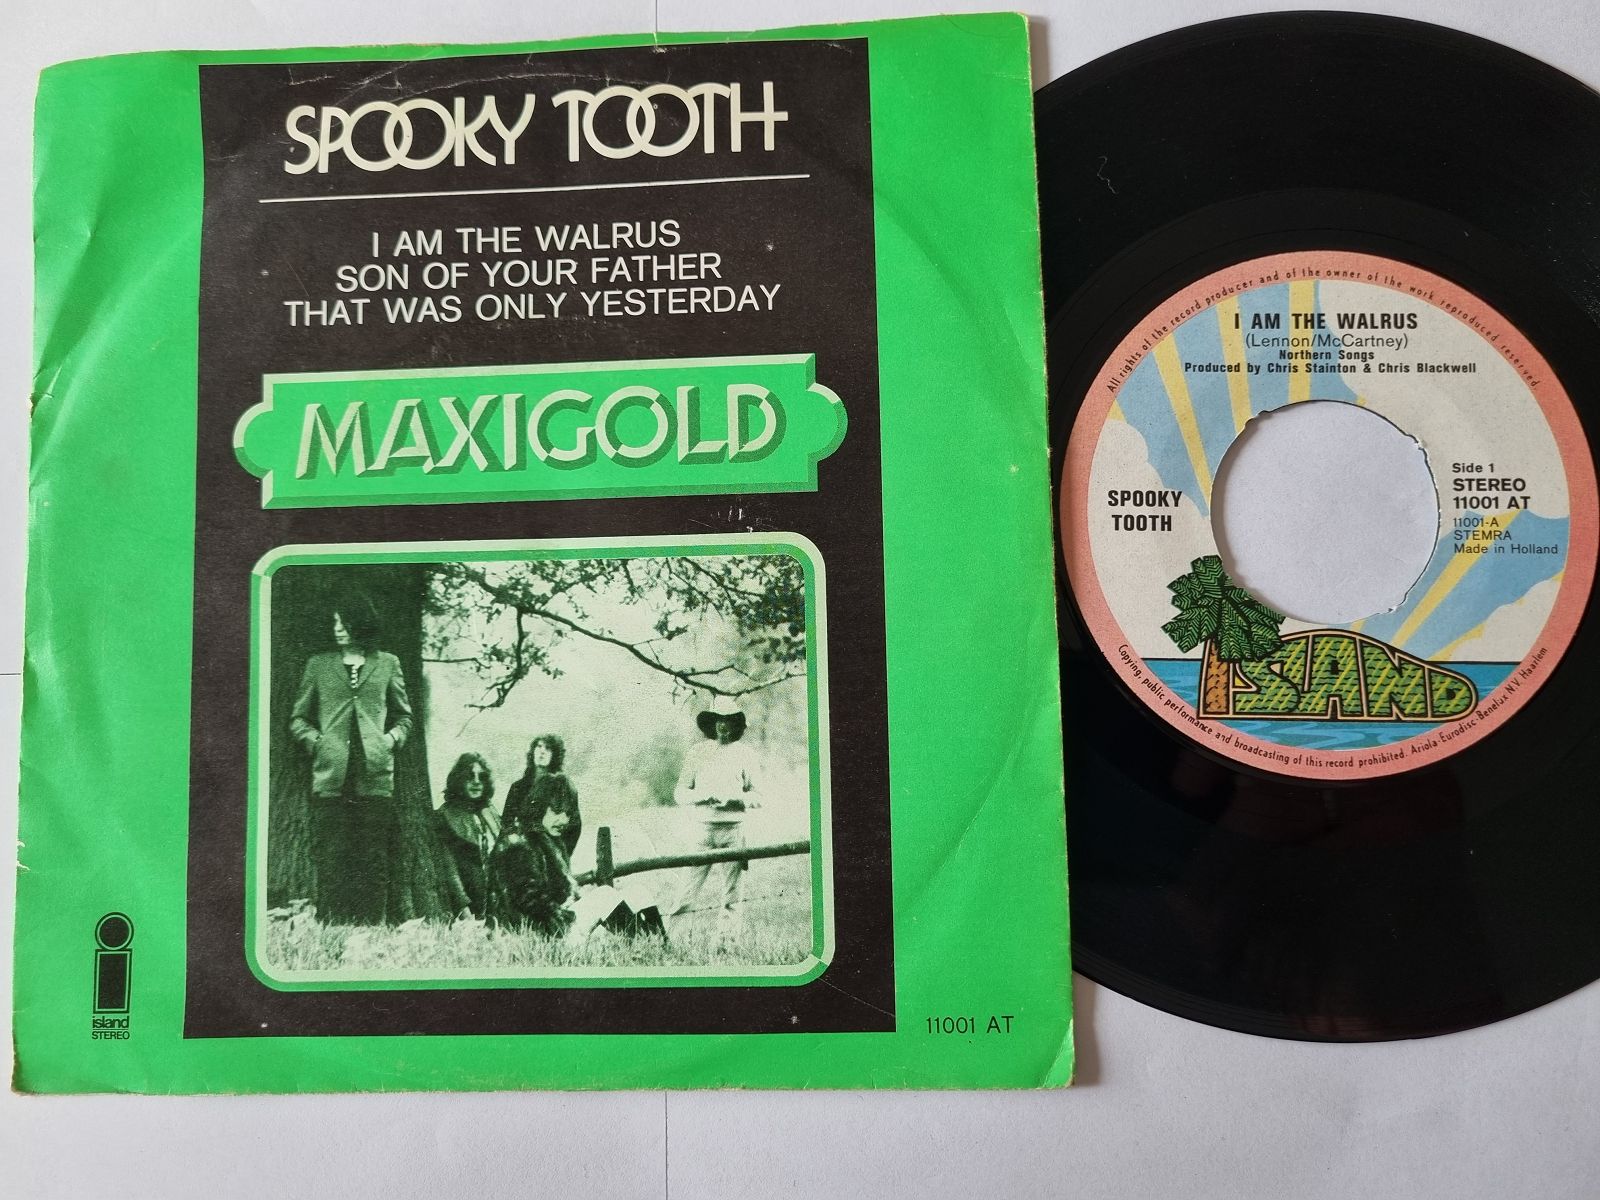 SPOOKY TOOTH
I AM THE WALRUS
SON OF YOUR FATHER
THAT WAS ONLY YESTERDAY
MAXIGOLD
island
STEREO
11001 AT
All rights of the record producer and of the owner of the work reproduced reserved.
I AM THE WALRUS
(Lennon/McCartney)
Northern Songs
Produced by Chris Stainton & Chris Blackwell
SPOOKY
TOOTH
Side 1
STEREO
11001 AT
11001-A
STEMRA
Made in Holland
ISLAND
Copying, public performance and broadcasting of this record prohibited. Ariola-Eurodisc-Benelux N.V. Haarlem